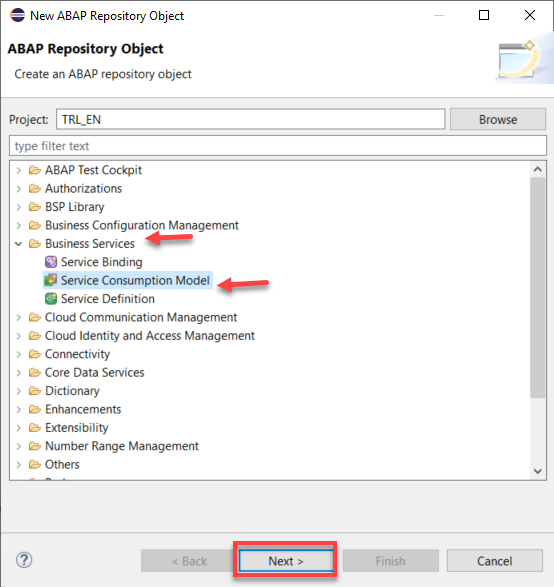 New ABAP Repository Object
ABAP Repository Object
Create an ABAP repository object
Project: TRL_EN Browse
type filter text
ABAP Test Cockpit
Authorizations
BSP Library
Business Configuration Management
Business Services
Service Binding
Service Consumption Model
Service Definition
Cloud Communication Management
Cloud Identity and Access Management
Connectivity
Core Data Services
Dictionary
Enhancements
Extensibility
Number Range Management
Others
? < Back Next > Finish Cancel